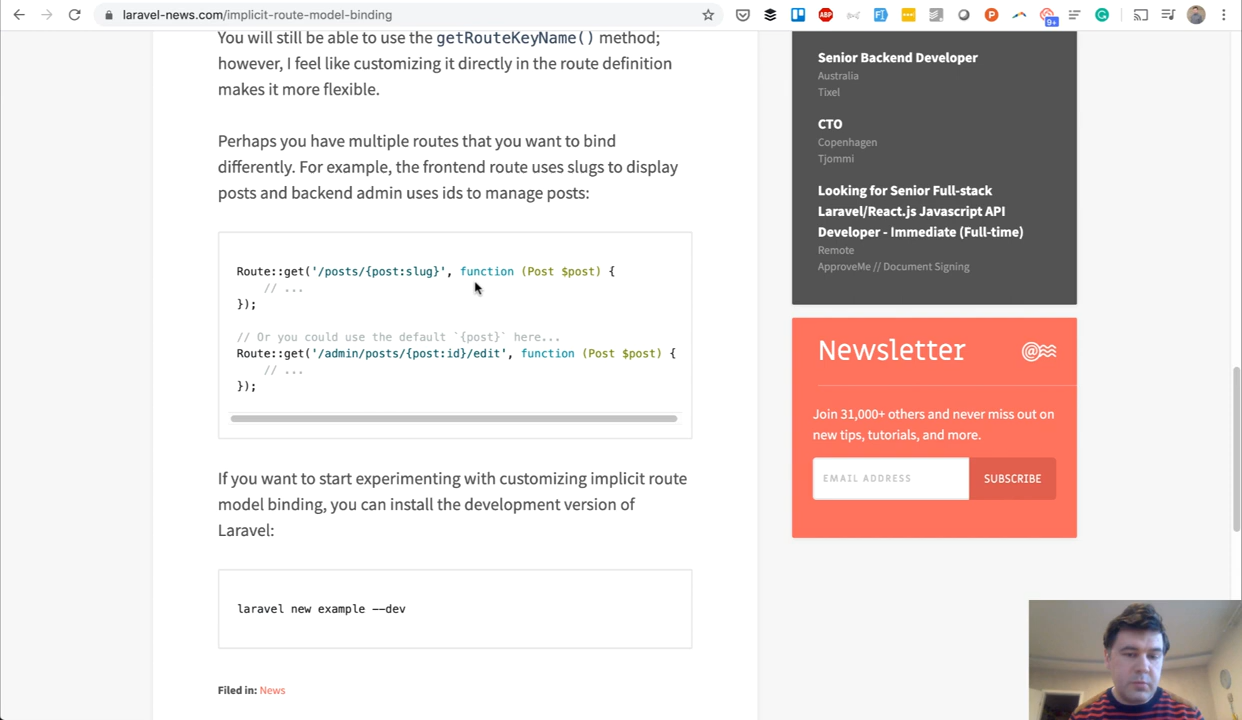 laravel-news.com/implicit-route-model-binding
ABP
9+
You will still be able to use the getRouteKeyName() method;
however, I feel like customizing it directly in the route definition
makes it more flexible.
Perhaps you have multiple routes that you want to bind
differently. For example, the frontend route uses slugs to display
posts and backend admin uses ids to manage posts:
Route::get('/posts/{post:slug}', function (Post $post) {
// ...
});
// Or you could use the default `{post}` here...
Route::get('/admin/posts/{post:id}/edit', function (Post $post) {
// ...
});
If you want to start experimenting with customizing implicit route
model binding, you can install the development version of
Laravel:
laravel new example --dev
Filed in: News
Senior Backend Developer
Australia
Tixel
CTO
Copenhagen
Tjommi
Looking for Senior Full-stack
Laravel/React.js Javascript API
Developer - Immediate (Full-time)
Remote
ApproveMe // Document Signing
Newsletter
Join 31,000+ others and never miss out on
new tips, tutorials, and more.
EMAIL ADDRESS
SUBSCRIBE